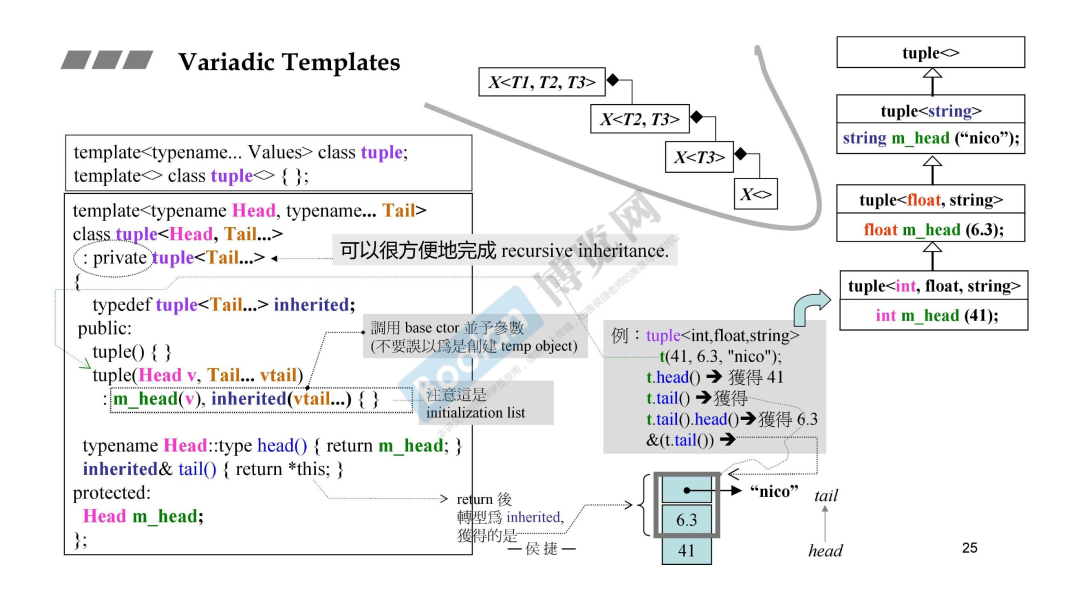 Variadic Templates
X<T1, T2, T3>
X<T2, T3>
X<T3>
X<>
tuple<>
tuple<string>
string m_head (“nico”);
tuple<float, string>
float m_head (6.3);
tuple<int, float, string>
int m_head (41);
template<typename... Values> class tuple;
template<> class tuple<> { };
template<typename Head, typename... Tail>
class tuple<Head, Tail...>
: private tuple<Tail...>
{
typedef tuple<Tail...> inherited;
public:
tuple() { }
tuple(Head v, Tail... vtail)
: m_head(v), inherited(vtail...) { }
typename Head::type head() { return m_head; }
inherited& tail() { return *this; }
protected:
Head m_head;
};
可以很方便地完成 recursive inheritance.
調用 base ctor 並予參數
(不要誤以爲是創建 temp object)
注意這是
initialization list
return 後
轉型爲 inherited,
獲得的是
— 侯 捷 —
例：tuple<int,float,string>
t(41, 6.3, "nico");
t.head() ➔ 獲得 41
t.tail() ➔獲得
t.tail().head()➔獲得 6.3
&(t.tail()) ➔
“nico”
6.3
41
tail
head
25
博览网
Boolan